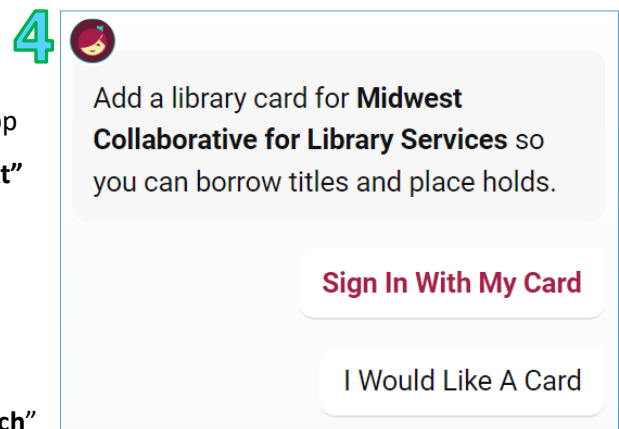 4
Add a library card for Midwest
Collaborative for Library Services so
you can borrow titles and place holds.
Sign In With My Card
I Would Like A Card